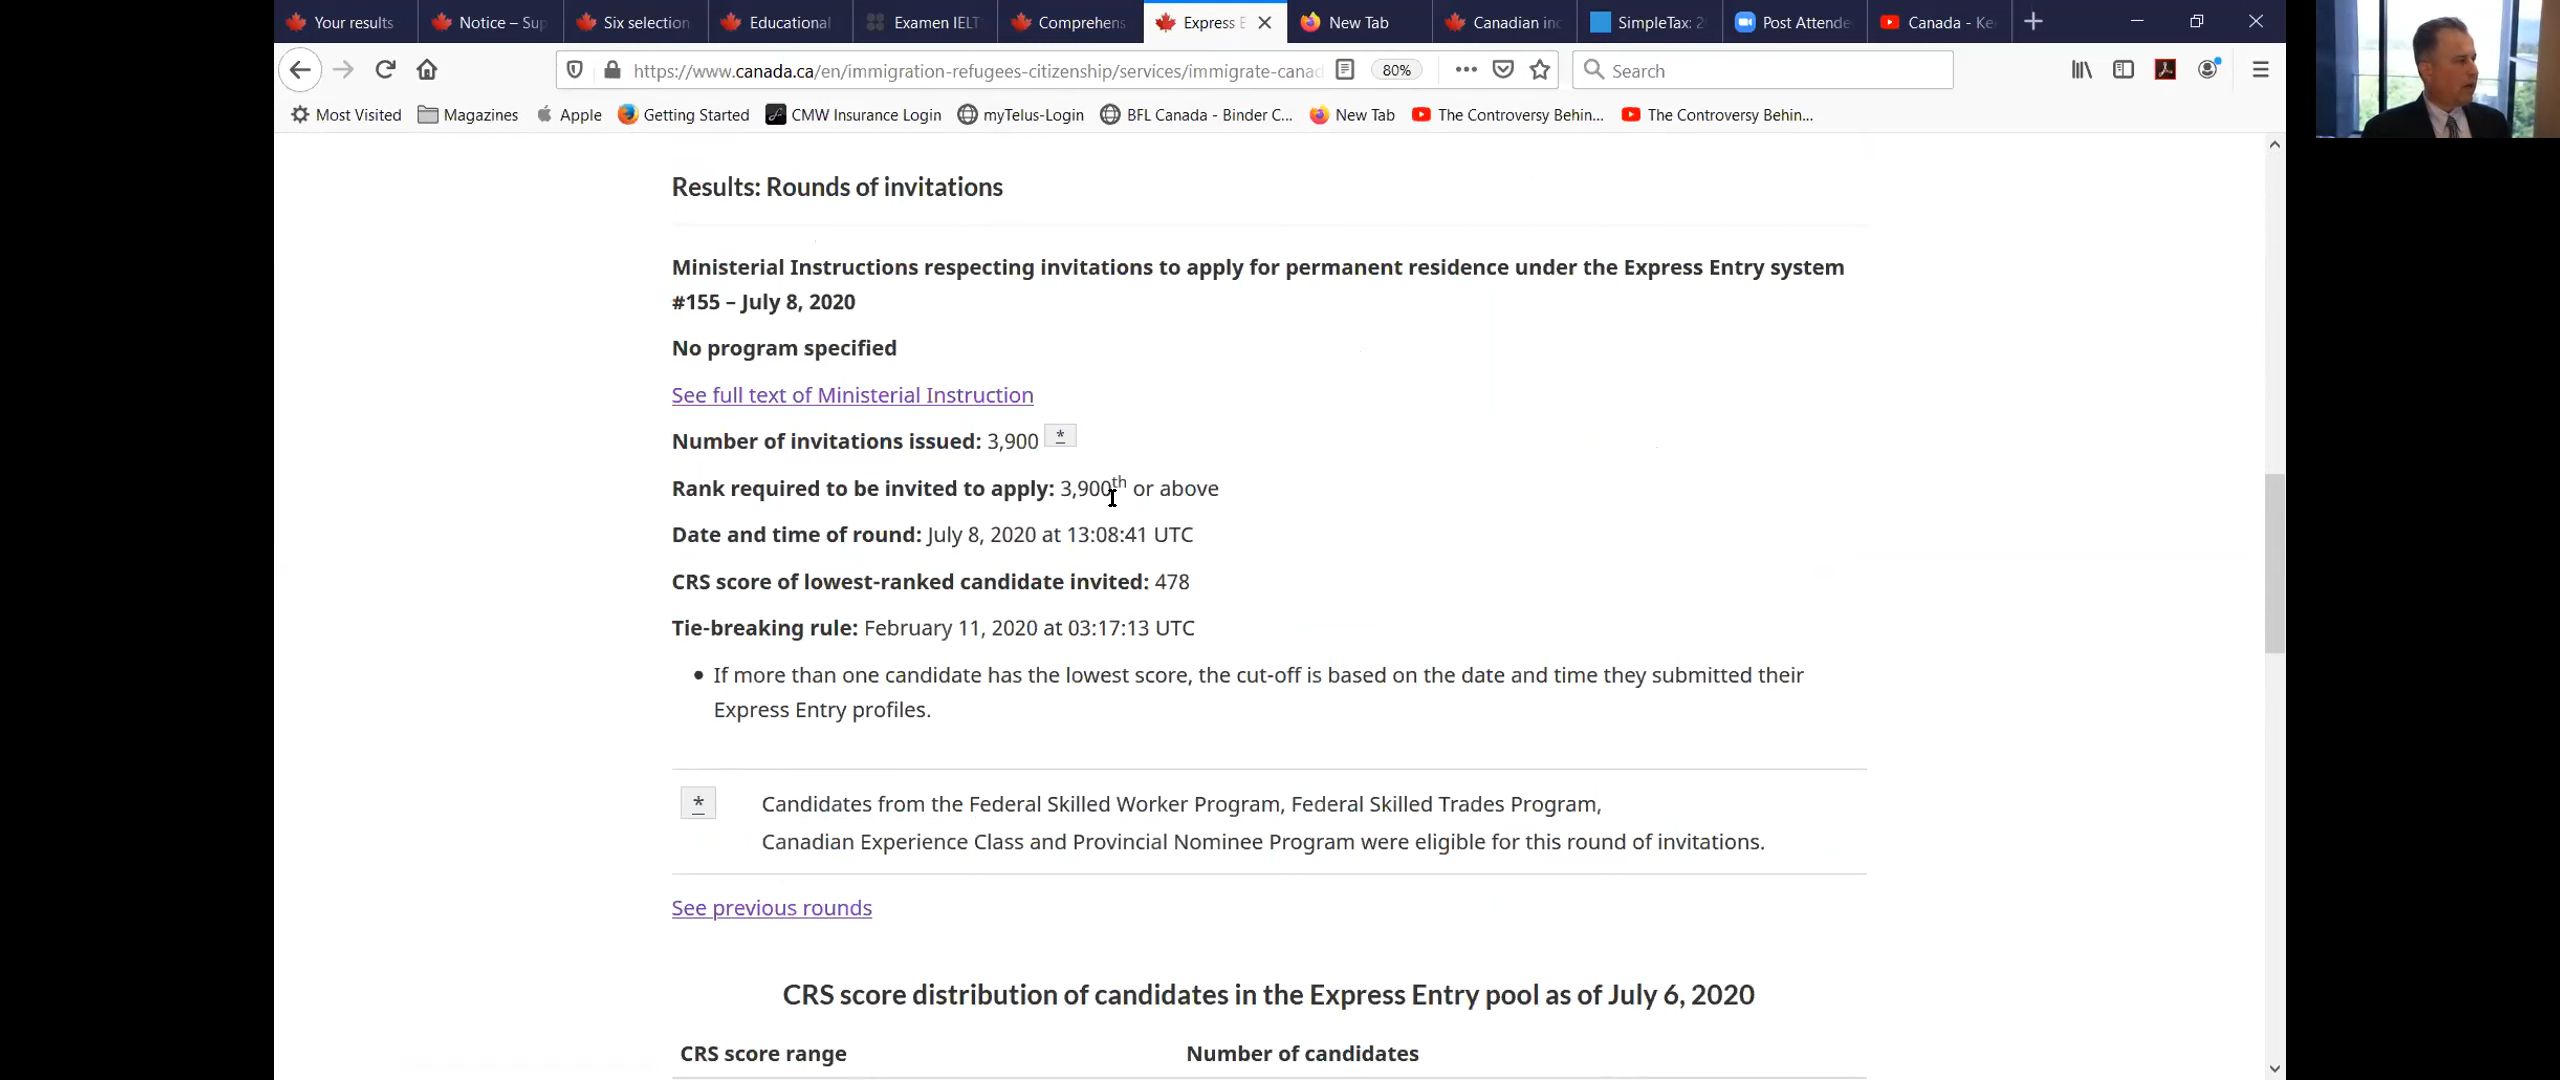 Your results
Notice – Sup
Six selection
Educational
Examen IELT
Comprehens
Express E
New Tab
Canadian inc
SimpleTax: 2
Post Attende
Canada - Ke
https://www.canada.ca/en/immigration-refugees-citizenship/services/immigrate-canad
80%
Search
Most Visited
Magazines
Apple
Getting Started
CMW Insurance Login
myTelus-Login
BFL Canada - Binder C...
New Tab
The Controversy Behin...
The Controversy Behin...
Results: Rounds of invitations
Ministerial Instructions respecting invitations to apply for permanent residence under the Express Entry system
#155 – July 8, 2020
No program specified
See full text of Ministerial Instruction
Number of invitations issued: 3,900 *
Rank required to be invited to apply: 3,900th or above
Date and time of round: July 8, 2020 at 13:08:41 UTC
CRS score of lowest-ranked candidate invited: 478
Tie-breaking rule: February 11, 2020 at 03:17:13 UTC
• If more than one candidate has the lowest score, the cut-off is based on the date and time they submitted their
Express Entry profiles.
* Candidates from the Federal Skilled Worker Program, Federal Skilled Trades Program,
Canadian Experience Class and Provincial Nominee Program were eligible for this round of invitations.
See previous rounds
CRS score distribution of candidates in the Express Entry pool as of July 6, 2020
CRS score range
Number of candidates